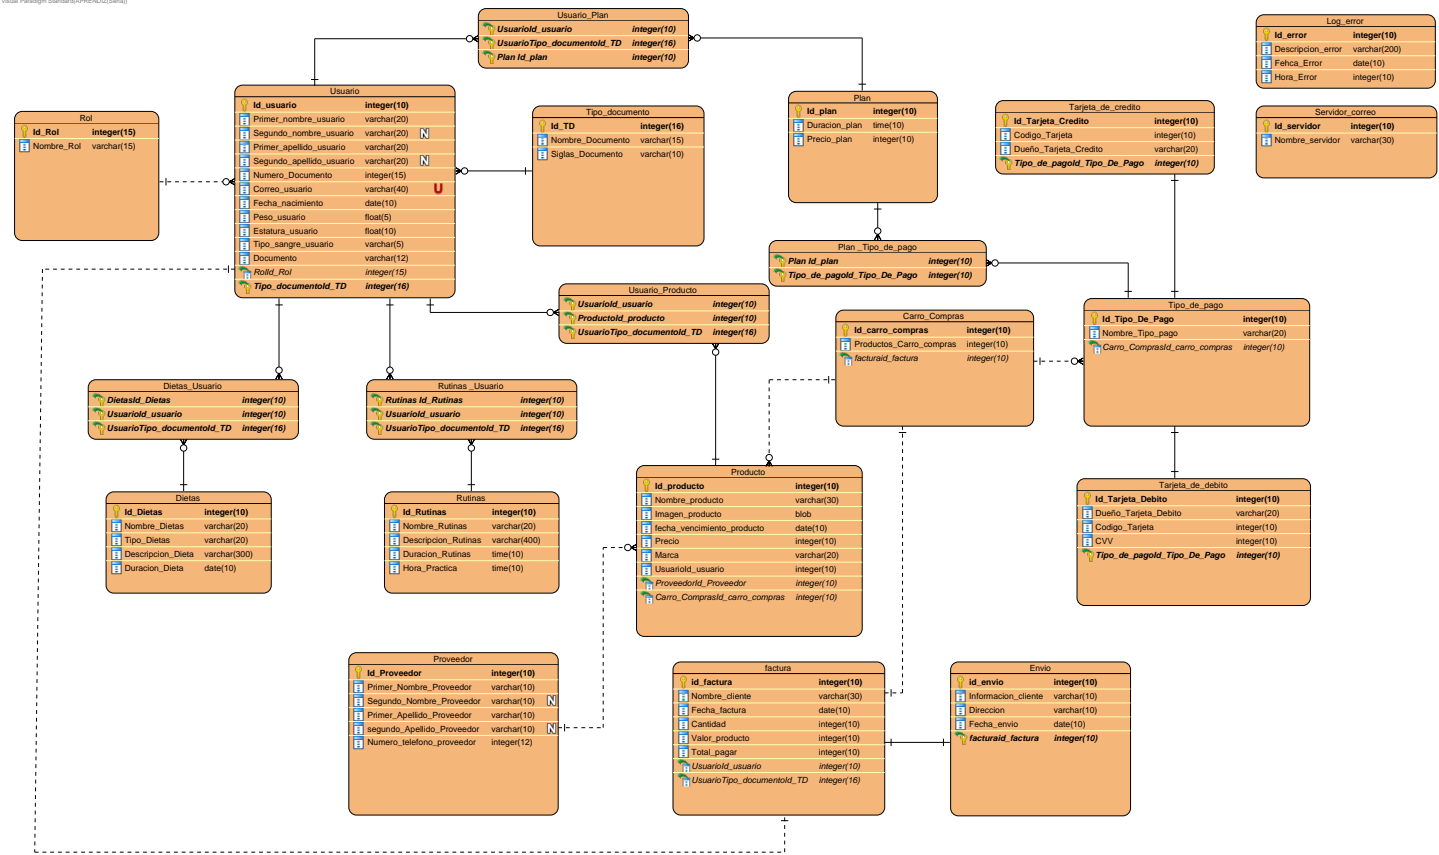 Visual Paradigm Standard(APRENDIZ(Sena))
Usuario_Plan
UsuarioId_usuario integer(10)
UsuarioTipo_documentoId_TD integer(16)
Plan Id_plan integer(10)
Log_error
Id_error integer(10)
Descripcion_error varchar(200)
Fehca_Error date(10)
Hora_Error integer(10)
Usuario
Id_usuario integer(10)
Primer_nombre_usuario varchar(20)
Segundo_nombre_usuario varchar(20) N
Primer_apellido_usuario varchar(20)
Segundo_apellido_usuario varchar(20) N
Numero_Documento integer(15)
Correo_usuario varchar(40) U
Fecha_nacimiento date(10)
Peso_usuario float(5)
Estatura_usuario float(10)
Tipo_sangre_usuario varchar(5)
Documento varchar(12)
RolId_Rol integer(15)
Tipo_documentoId_TD integer(16)
Rol
Id_Rol integer(15)
Nombre_Rol varchar(15)
Tipo_documento
Id_TD integer(16)
Nombre_Documento varchar(15)
Siglas_Documento varchar(10)
Plan
Id_plan integer(10)
Duracion_plan time(10)
Precio_plan integer(10)
Tarjeta_de_credito
Id_Tarjeta_Credito integer(10)
Codigo_Tarjeta integer(10)
Dueño_Tarjeta_Credito varchar(20)
Tipo_de_pagoId_Tipo_De_Pago integer(10)
Servidor_correo
Id_servidor integer(10)
Nombre_servidor varchar(30)
Plan _Tipo_de_pago
Plan Id_plan integer(10)
Tipo_de_pagoId_Tipo_De_Pago integer(10)
Usuario_Producto
UsuarioId_usuario integer(10)
ProductoId_producto integer(10)
UsuarioTipo_documentoId_TD integer(16)
Carro_Compras
Id_carro_compras integer(10)
Productos_Carro_compras integer(10)
facturaid_factura integer(10)
Tipo_de_pago
Id_Tipo_De_Pago integer(10)
Nombre_Tipo_pago varchar(20)
Carro_ComprasId_carro_compras integer(10)
Dietas_Usuario
DietasId_Dietas integer(10)
UsuarioId_usuario integer(10)
UsuarioTipo_documentoId_TD integer(16)
Rutinas _Usuario
Rutinas Id_Rutinas integer(10)
UsuarioId_usuario integer(10)
UsuarioTipo_documentoId_TD integer(16)
Dietas
Id_Dietas integer(10)
Nombre_Dietas varchar(20)
Tipo_Dietas varchar(20)
Descripcion_Dieta varchar(300)
Duracion_Dieta date(10)
Rutinas
Id_Rutinas integer(10)
Nombre_Rutinas varchar(20)
Descripcion_Rutinas varchar(400)
Duracion_Rutinas time(10)
Hora_Practica time(10)
Producto
Id_producto integer(10)
Nombre_producto varchar(30)
Imagen_producto blob
fecha_vencimiento_producto date(10)
Precio integer(10)
Marca varchar(20)
UsuarioId_usuario integer(10)
ProveedorId_Proveedor integer(10)
Carro_ComprasId_carro_compras integer(10)
Tarjeta_de_debito
Id_Tarjeta_Debito integer(10)
Dueño_Tarjeta_Debito varchar(20)
Codigo_Tarjeta integer(10)
CVV integer(10)
Tipo_de_pagoId_Tipo_De_Pago integer(10)
Proveedor
Id_Proveedor integer(10)
Primer_Nombre_Proveedor varchar(10)
Segundo_Nombre_Proveedor varchar(10) N
Primer_Apellido_Proveedor varchar(10)
segundo_Apellido_Proveedor varchar(10) N
Numero_telefono_proveedor integer(12)
factura
id_factura integer(10)
Nombre_cliente varchar(30)
Fecha_factura date(10)
Cantidad integer(10)
Valor_producto integer(10)
Total_pagar integer(10)
UsuarioId_usuario integer(10)
UsuarioTipo_documentoId_TD integer(16)
Envio
id_envio integer(10)
Informacion_cliente varchar(10)
Direccion varchar(10)
Fecha_envio date(10)
facturaid_factura integer(10)